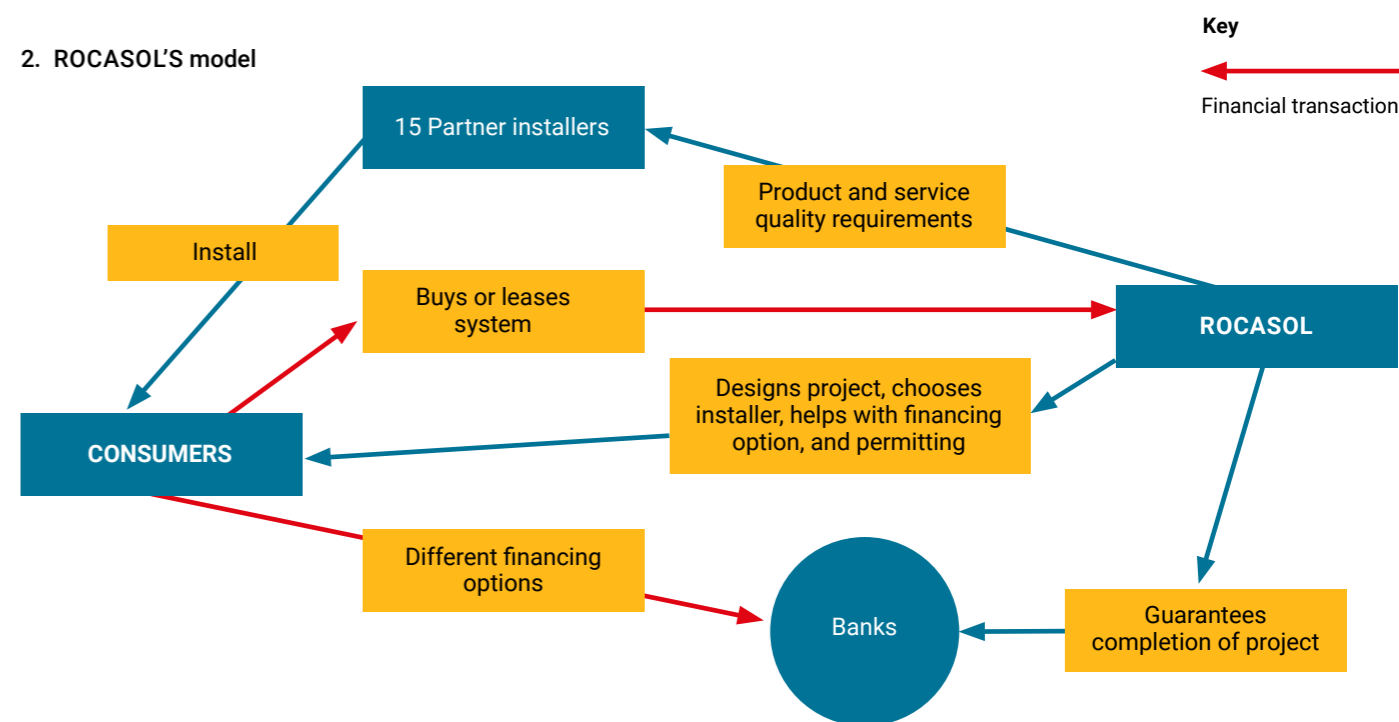 Key
2. ROCASOL'S model
Financial transaction
15 Partner installers
Product and service
quality requirements
Install
Buys or leases
system
ROCASOL
Designs project, chooses
installer, helps with financing
option, and permitting
CONSUMERS
Different financing
options
Banks
Guarantees
completion of project